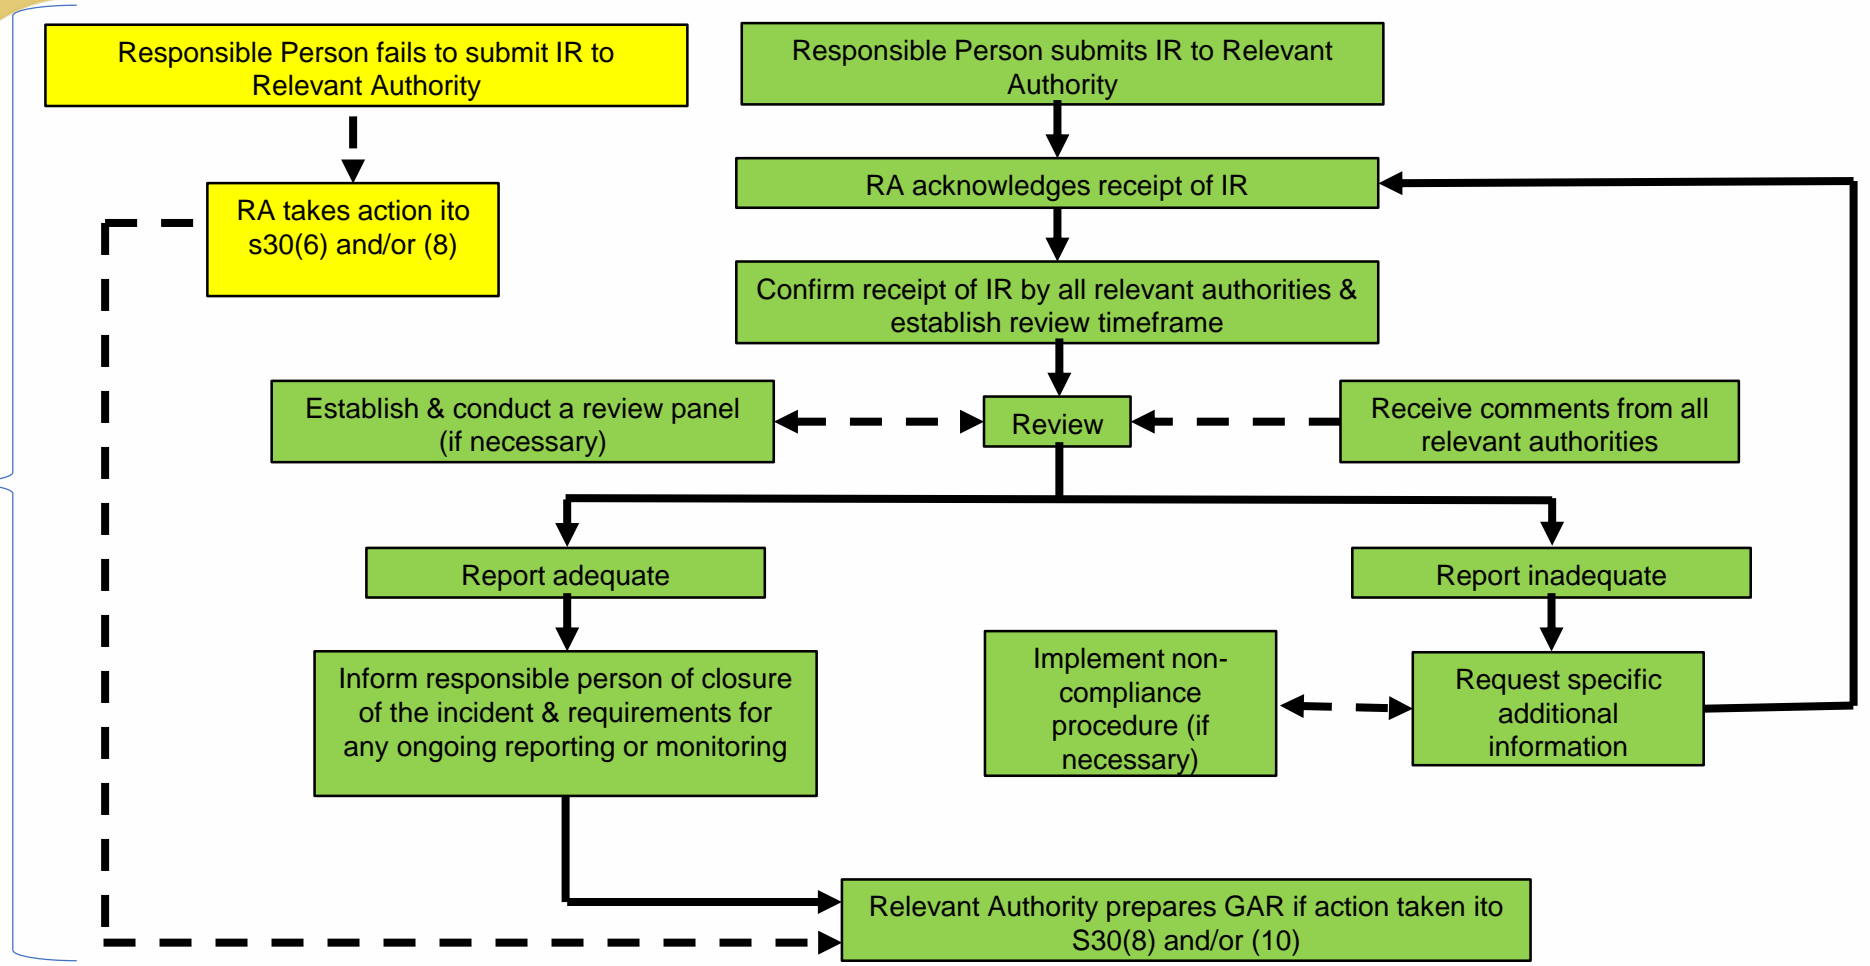 Responsible Person fails to submit IR to
Relevant Authority
Responsible Person submits IR to Relevant
Authority
RA takes action ito
s30(6) and/or (8)
RA acknowledges receipt of IR
Confirm receipt of IR by all relevant authorities &
establish review timeframe
Establish & conduct a review panel
(if necessary)
Review
Receive comments from all
relevant authorities
Report adequate
Report inadequate
Inform responsible person of closure
of the incident & requirements for
any ongoing reporting or monitoring
Implement non-
compliance
procedure (if
necessary)
Request specific
additional
information
Relevant Authority prepares GAR if action taken ito
S30(8) and/or (10)